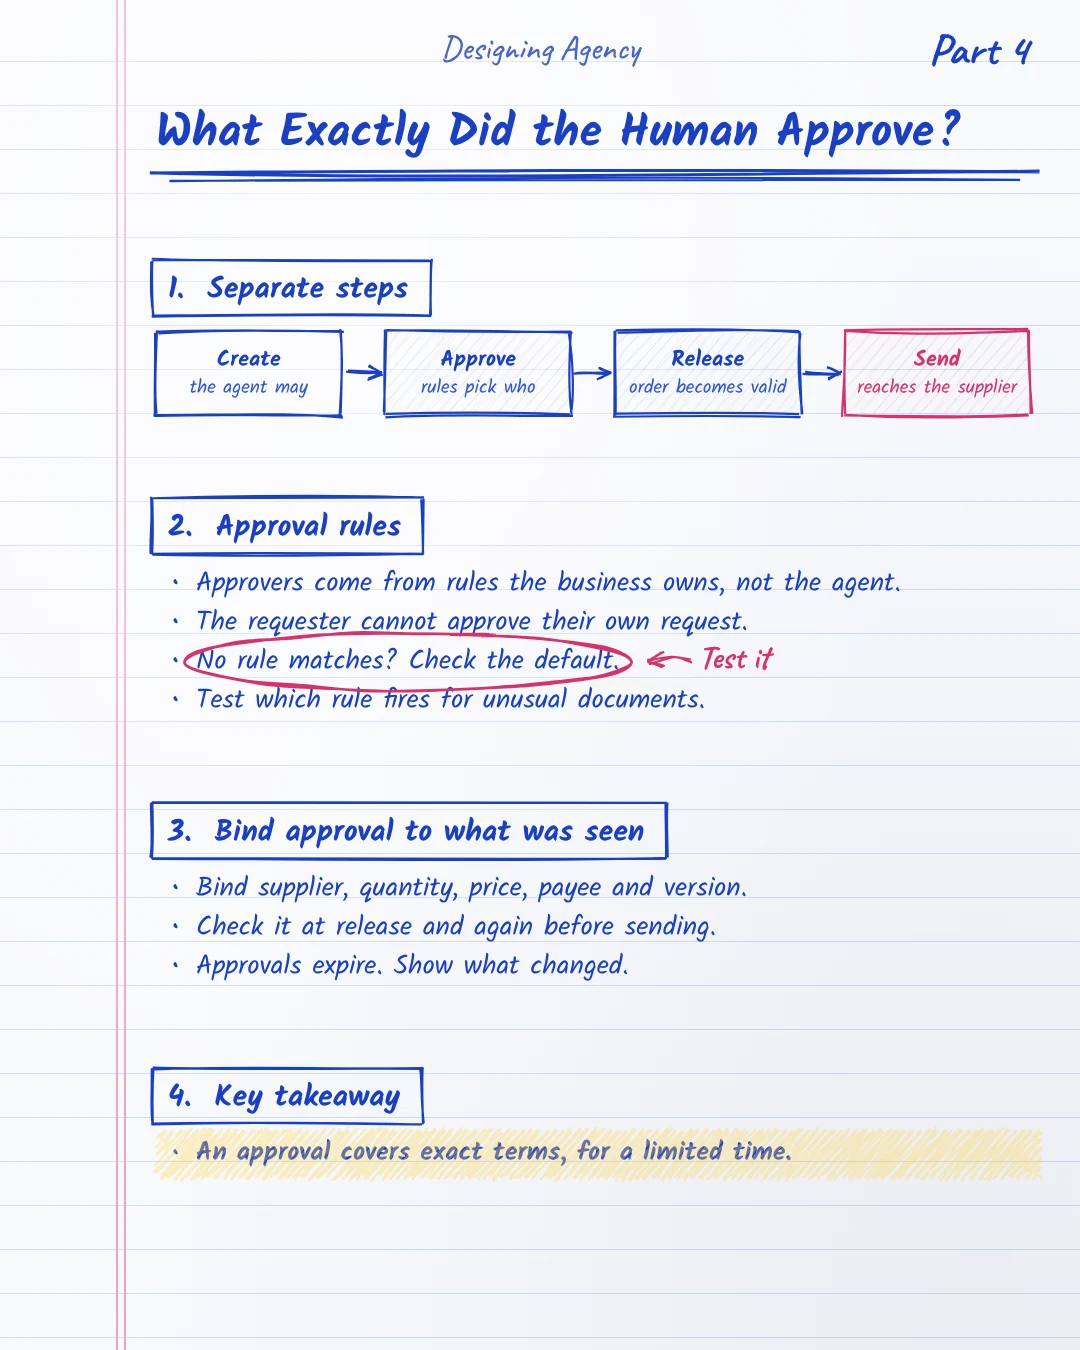 Designing Agency
Part 4
What Exactly Did the Human Approve?
1. Separate steps
Create
the agent may
Approve
rules pick who
Release
order becomes valid
Send
reaches the supplier
2. Approval rules
· Approvers come from rules the business owns, not the agent.
· The requester cannot approve their own request.
· No rule matches? Check the default.
Test it
· Test which rule fires for unusual documents.
3. Bind approval to what was seen
· Bind supplier, quantity, price, payee and version.
· Check it at release and again before sending.
· Approvals expire. Show what changed.
4. Key takeaway
· An approval covers exact terms, for a limited time.